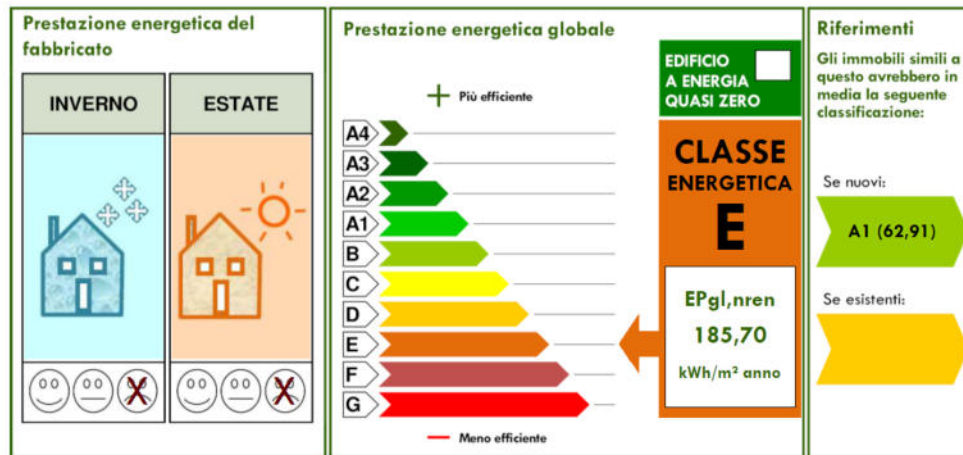 Prestazione energetica del
fabbricato
INVERNO
ESTATE
Prestazione energetica globale
+ Più efficiente
A4
A3
A2
A1
B
C
D
E
F
G
— Meno efficiente
EDIFICIO
A ENERGIA
QUASI ZERO
CLASSE
ENERGETICA
E
EPgl,nren
185,70
kWh/m² anno
Riferimenti
Gli immobili simili a
questo avrebbero in
media la seguente
classificazione:
Se nuovi:
A1 (62,91)
Se esistenti: